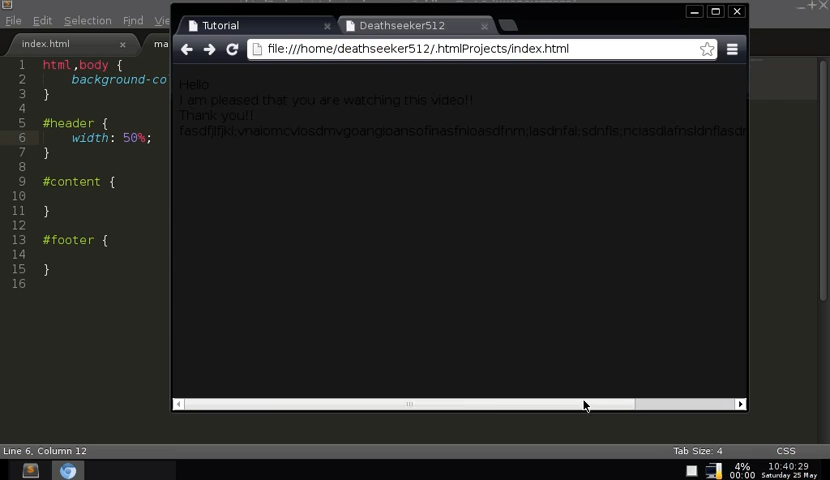 File Edit Selection Find
Tutorial
Deathseeker512
index.html
file:///home/deathseeker512/.htmlProjects/index.html
1 html,body {
2
3 }
4
5 #header {
6 width: 50%;
7 }
8
9 #content {
10
11 }
12
13 #footer {
14
15 }
16
Hello
I am pleased that you are watching this video!!
Thank you!!
Line 6, Column 12
Tab Size: 4
CSS
4%
00:00
10:40:29
Saturday 25 May